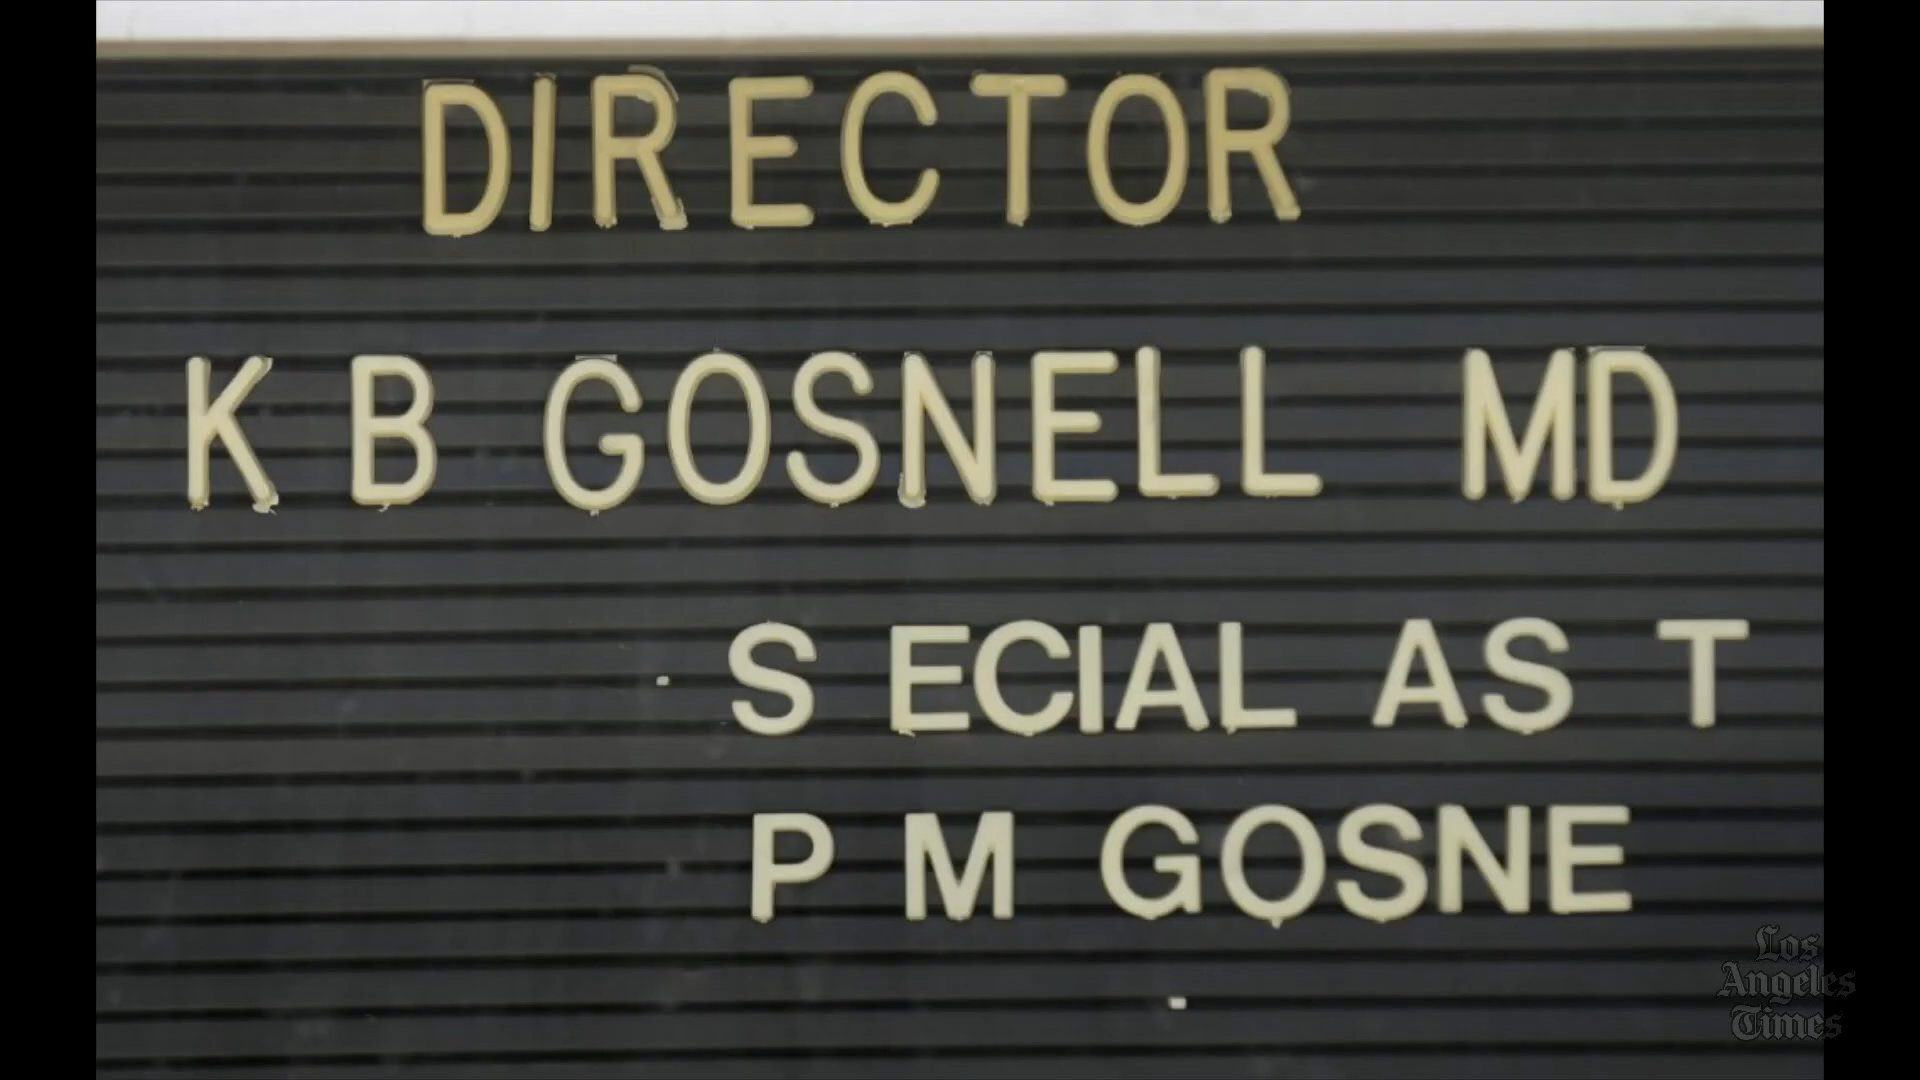 DIRECTOR
K B GOSNELL MD
S ECIAL AS T
P M GOSNE
Los
Angeles
Times